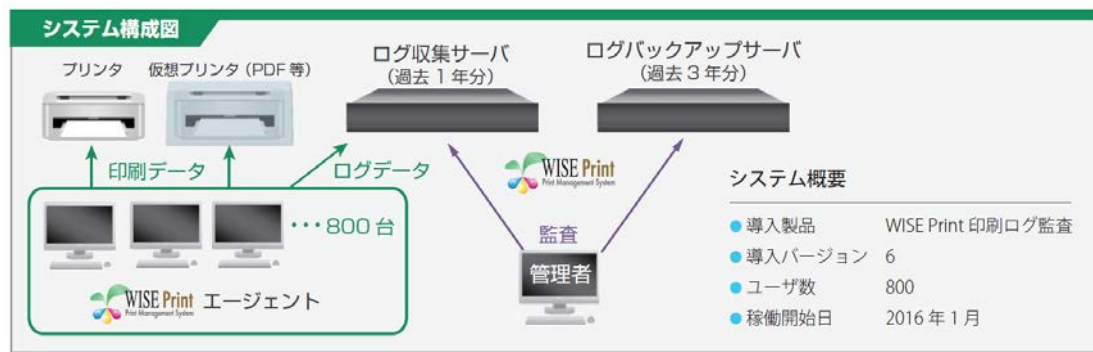 システム構成図
プリンタ
仮想プリンタ（PDF 等）
ログ収集サーバ
（過去 1 年分）
ログバックアップサーバ
（過去 3 年分）
印刷データ
ログデータ
WISE Print
Print Management System
･･･800 台
WISE Print
Print Management System
エージェント
監査
管理者
システム概要
●導入製品 WISE Print 印刷ログ監査
●導入バージョン 6
●ユーザ数 800
●稼働開始日 2016 年 1 月